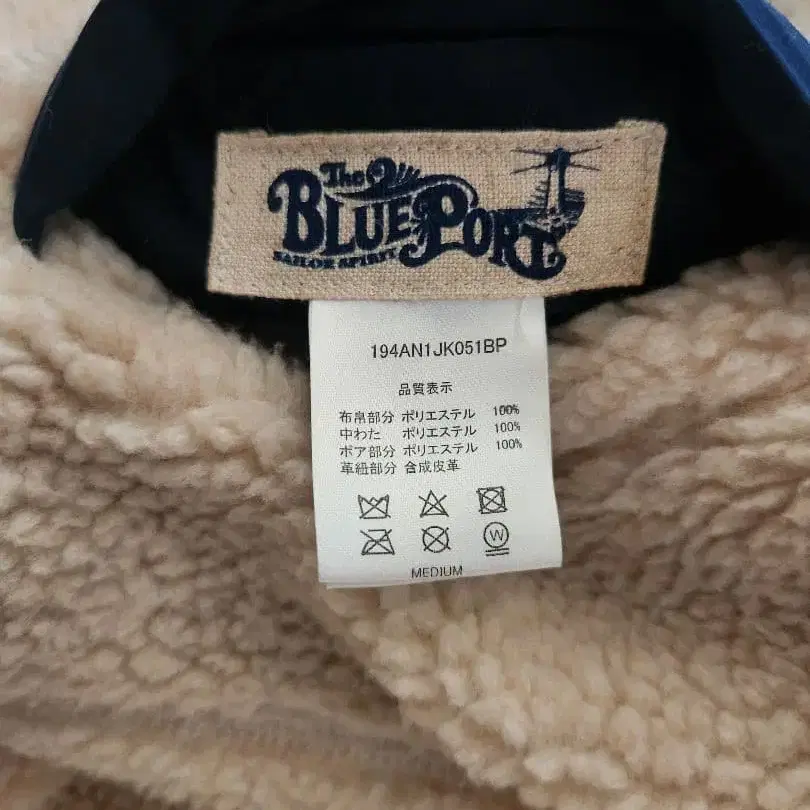 The
BLUE PORT
SAILOR SPIRIT
194AN1JK051BP
品質表示
布帛部分 ポリエステル 100%
中わた ポリエステル 100%
ボア部分 ポリエステル 100%
革紐部分 合成皮革
W
MEDIUM